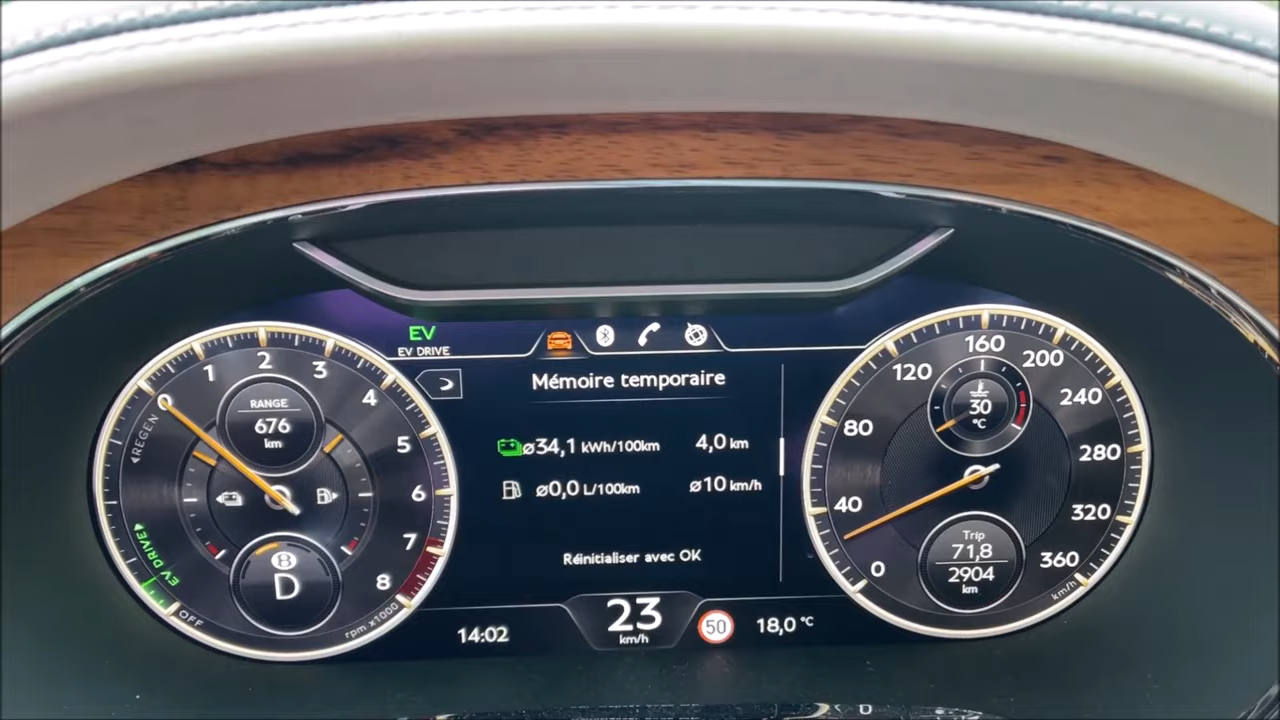 EV
EV DRIVE
Mémoire temporaire
ø34,1 kWh/100km 4,0 km
ø0,0 L/100km ø10 km/h
Réinitialiser avec OK
14:02
23
km/h
50
18,0 °C
RANGE
676
km
0
1
2
3
4
5
6
7
8
rpm x1000
REGEN
EV DRIVE
OFF
B
D
0
40
80
120
160
200
240
280
320
360
km/h
30
°C
Trip
71,8
2904
km